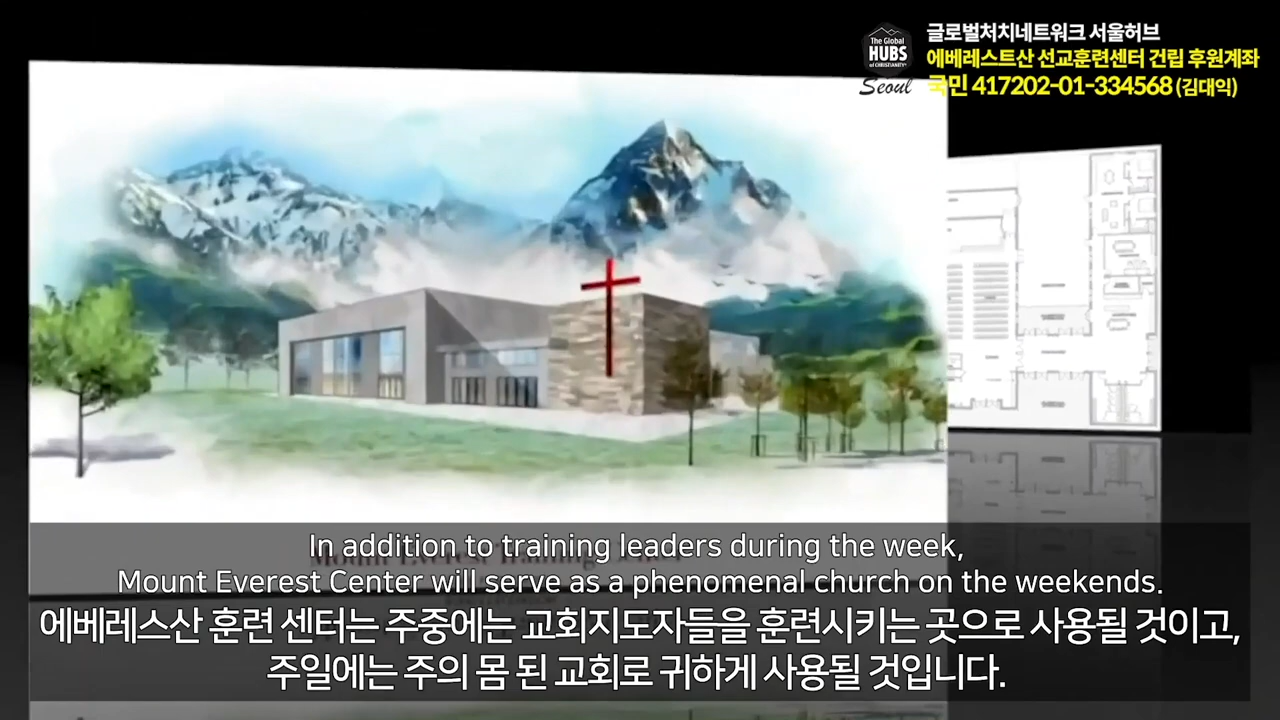 The Global
HUBS
of CHRISTIANITY
Seoul
글로벌처치네트워크 서울허브
에베레스트산 선교훈련센터 건립 후원계좌
국민 417202-01-334568 (김대익)
Mount Everest Training Center
In addition to training leaders during the week,
Mount Everest Center will serve as a phenomenal church on the weekends.
에베레스산 훈련 센터는 주중에는 교회지도자들을 훈련시키는 곳으로 사용될 것이고,
주일에는 주의 몸 된 교회로 귀하게 사용될 것입니다.